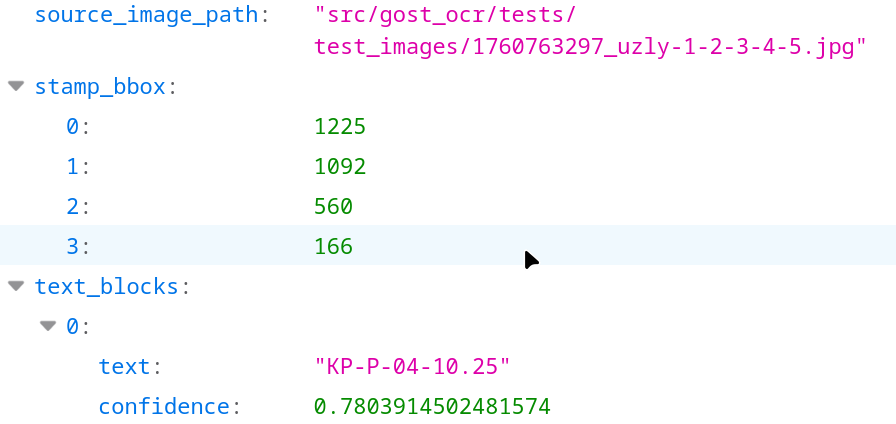 source_image_path: "src/gost_ocr/tests/
test_images/1760763297_uzly-1-2-3-4-5.jpg"
stamp_bbox:
0: 1225
1: 1092
2: 560
3: 166
text_blocks:
0:
text: "KP-P-04-10.25"
confidence: 0.7803914502481574